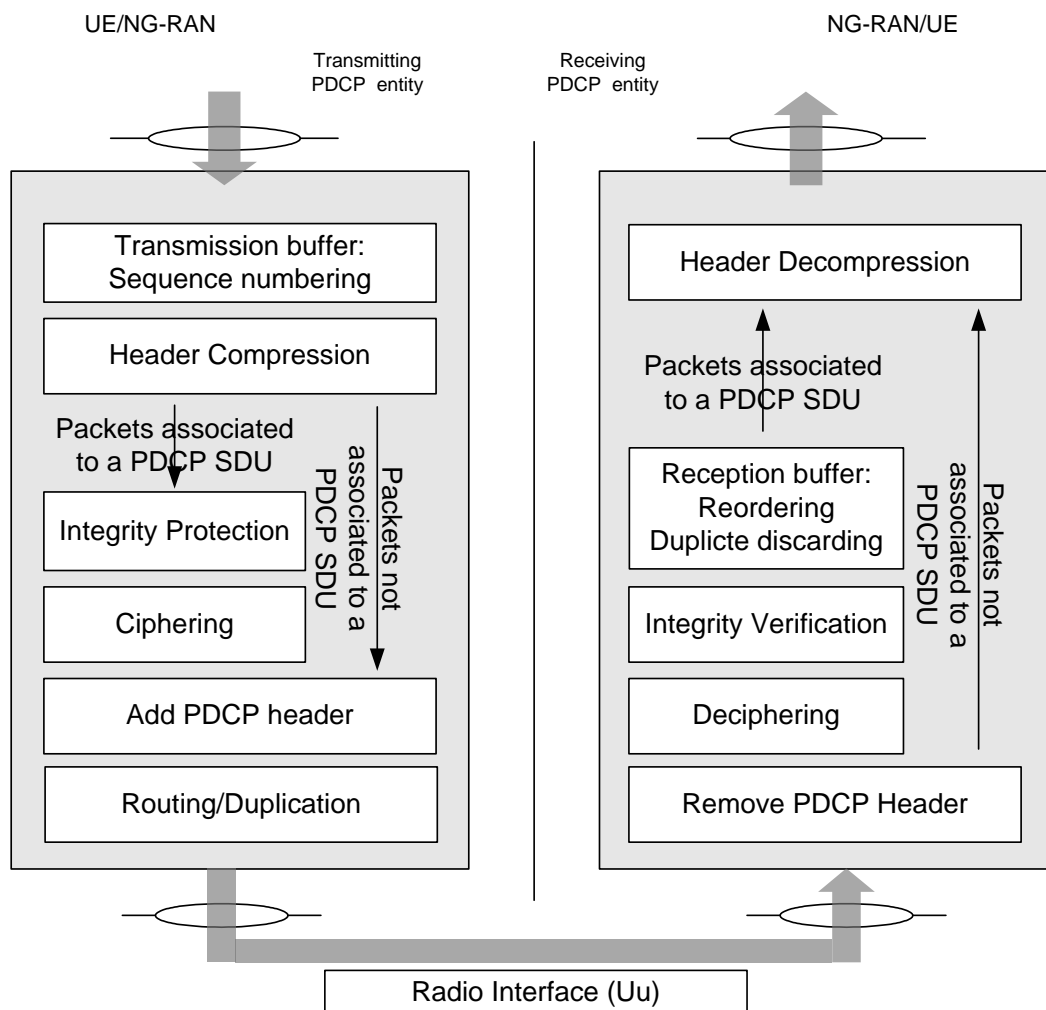 UE/NG-RAN
NG-RAN/UE
Transmitting
PDCP entity
Receiving
PDCP entity
Transmission buffer:
Sequence numbering
Header Compression
Packets associated
to a PDCP SDU
Packets not
associated to a
PDCP SDU
Integrity Protection
Ciphering
Add PDCP header
Routing/Duplication
Header Decompression
Packets associated
to a PDCP SDU
Reception buffer:
Reordering
Duplicte discarding
Packets not
associated to a
PDCP SDU
Integrity Verification
Deciphering
Remove PDCP Header
Radio Interface (Uu)